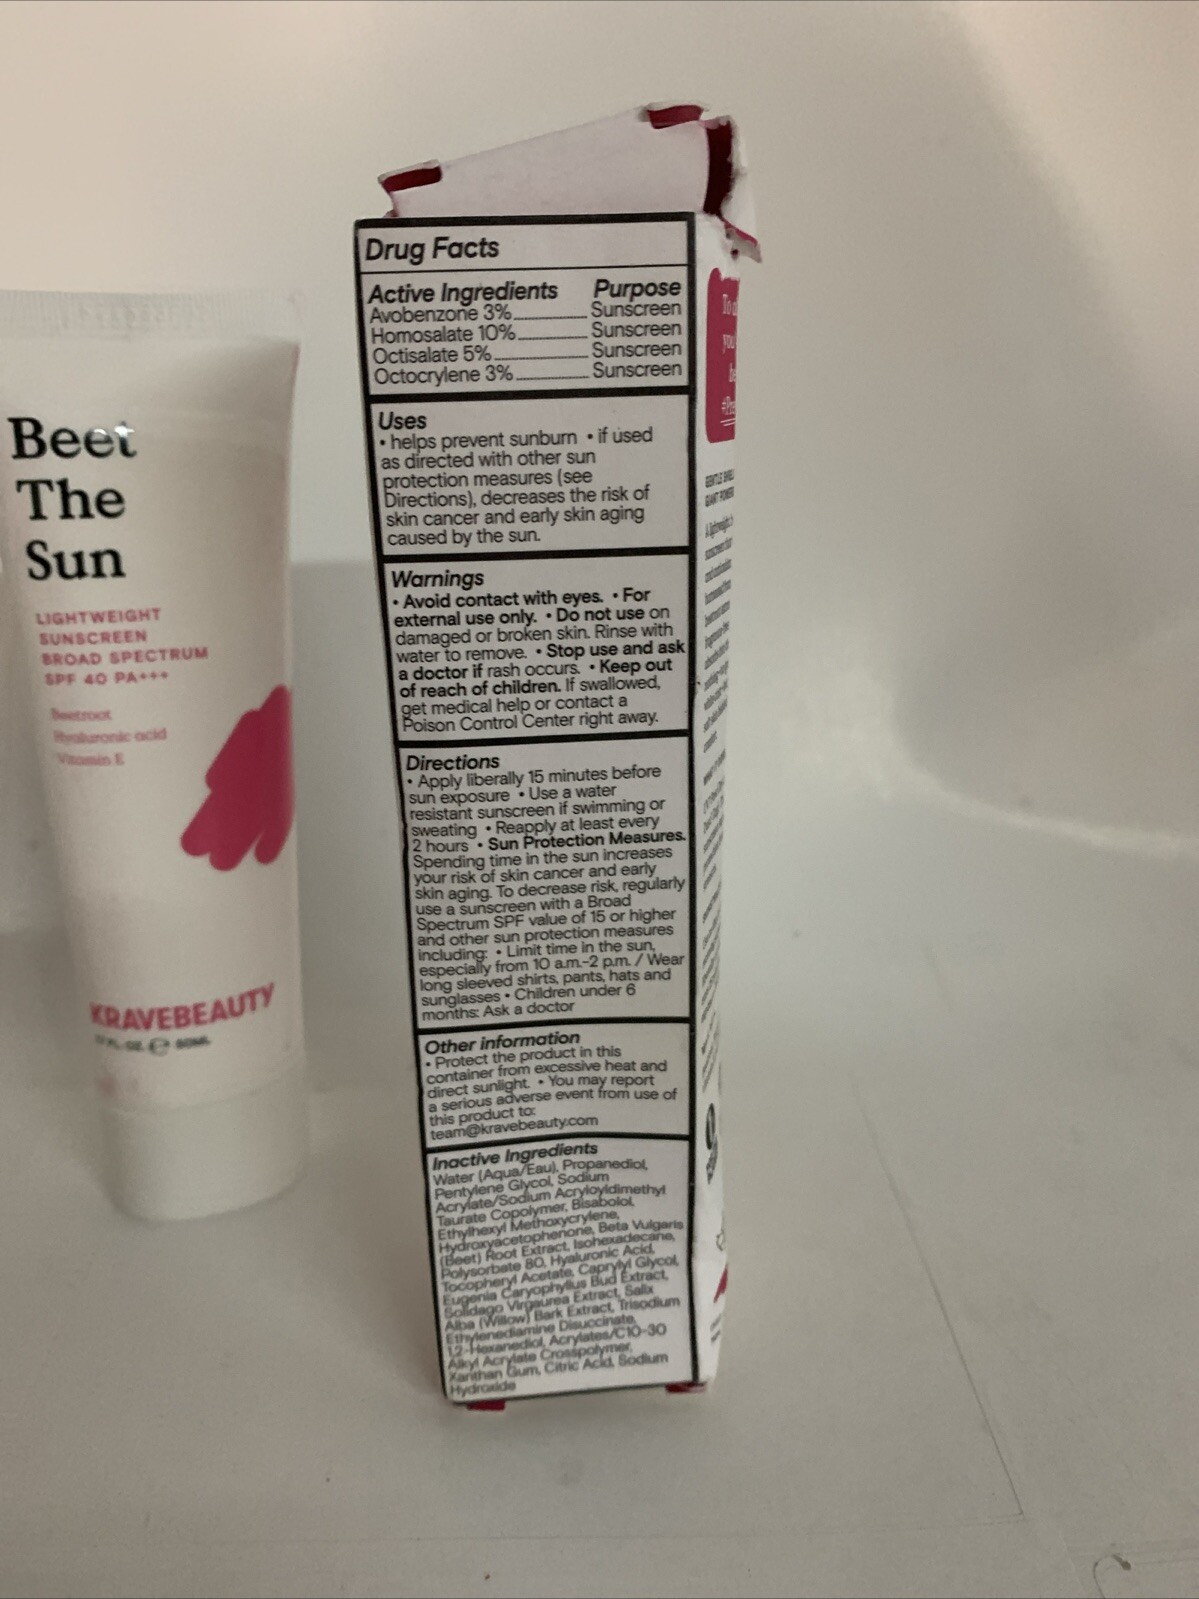 Beet
The
Sun
LIGHTWEIGHT
SUNSCREEN
BROAD SPECTRUM
SPF 40 PA+++
Beetroot
Hyaluronic acid
Vitamin E
KRAVEBEAUTY
FL. OZ. 50ML
Drug Facts
Active Ingredients Purpose
Avobenzone 3% Sunscreen
Homosalate 10% Sunscreen
Octisalate 5% Sunscreen
Octocrylene 3% Sunscreen
Uses
• helps prevent sunburn • if used
as directed with other sun
protection measures (see
Directions), decreases the risk of
skin cancer and early skin aging
caused by the sun.
Warnings
• Avoid contact with eyes. • For
external use only. • Do not use on
damaged or broken skin. Rinse with
water to remove. • Stop use and ask
a doctor if rash occurs. • Keep out
of reach of children. If swallowed,
get medical help or contact a
Poison Control Center right away.
Directions
• Apply liberally 15 minutes before
sun exposure • Use a water
resistant sunscreen if swimming or
sweating • Reapply at least every
2 hours • Sun Protection Measures.
Spending time in the sun increases
your risk of skin cancer and early
skin aging. To decrease risk, regularly
use a sunscreen with a Broad
Spectrum SPF value of 15 or higher
and other sun protection measures
including: • Limit time in the sun,
especially from 10 a.m.-2 p.m. / Wear
long sleeved shirts, pants, hats and
sunglasses • Children under 6
months: Ask a doctor
Other information
• Protect the product in this
container from excessive heat and
direct sunlight. • You may report
a serious adverse event from use of
this product to:
team@kravebeauty.com
Inactive Ingredients
Water (Aqua/Eau), Propanediol,
Pentylene Glycol, Sodium
Acrylate/Sodium Acryloyldimethyl
Taurate Copolymer, Bisabolol,
Ethylhexyl Methoxycrylene,
Hydroxyacetophenone, Beta Vulgaris
(Beet) Root Extract, Isohexadecane,
Polysorbate 80, Hyaluronic Acid,
Tocopheryl Acetate, Caprylyl Glycol,
Eugenia Caryophyllus Bud Extract,
Solidago Virgaurea Extract, Salix
Alba (Willow) Bark Extract, Trisodium
Ethylenediamine Disuccinate,
1,2-Hexanediol, Acrylates/C10-30
Alkyl Acrylate Crosspolymer,
Xanthan Gum, Citric Acid, Sodium
Hydroxide